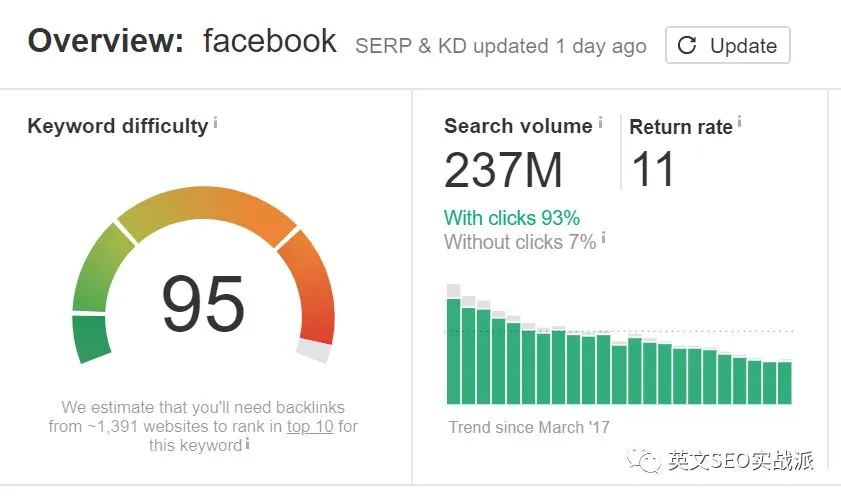 Overview: facebook SERP & KD updated 1 day ago Update
Keyword difficulty i
95
We estimate that you'll need backlinks
from ~1,391 websites to rank in top 10 for
this keyword i
Search volume i
237M
Return rate i
11
With clicks 93%
Without clicks 7% i
Trend since March '17
英文SEO实战派